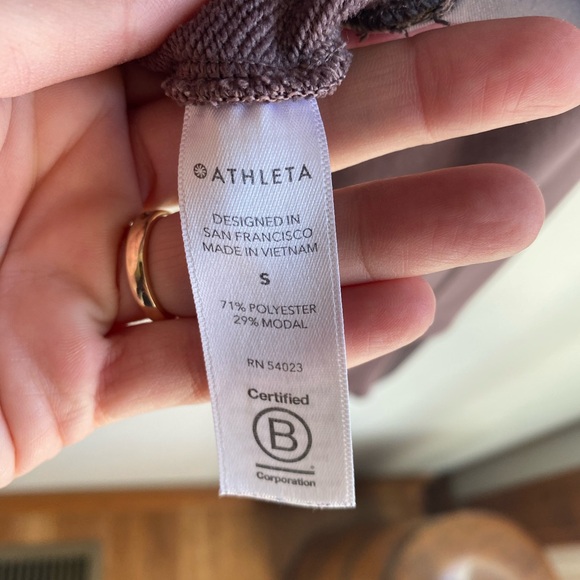 ATHLETA
DESIGNED IN
SAN FRANCISCO
MADE IN VIETNAM
S
71% POLYESTER
29% MODAL
RN 54023
Certified
B
Corporation